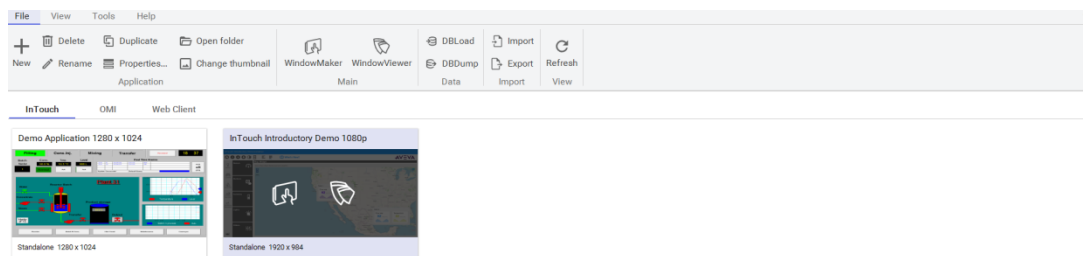 File View Tools Help
Delete Duplicate Open folder DBLoad Import
New Rename Properties... Change thumbnail WindowMaker WindowViewer DBDump Export Refresh
Application Main Data Import View
InTouch OMI Web Client
Demo Application 1280 x 1024 InTouch Introductory Demo 1080p
Standalone 1280 x 1024 Standalone 1920 x 984